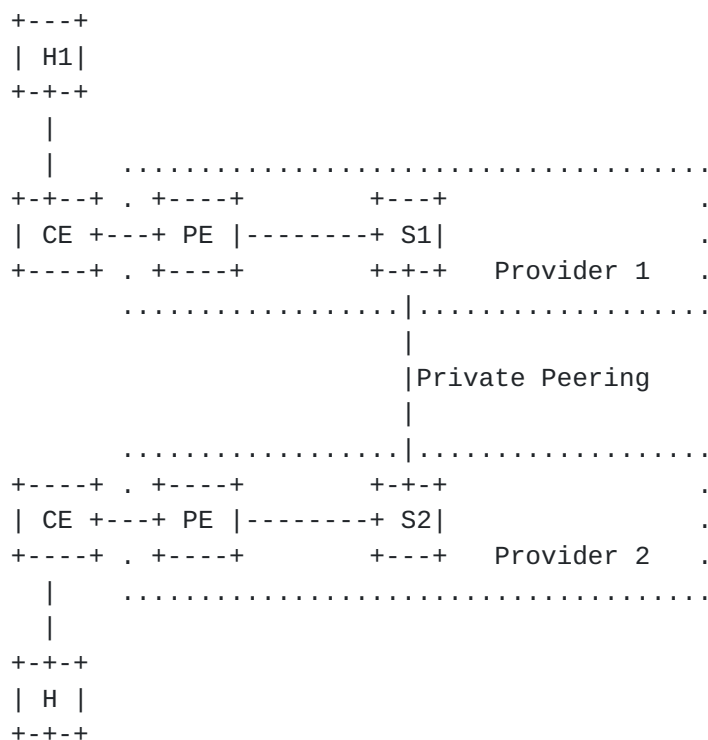 H1
CE PE S1
Provider 1
Private Peering
CE PE S2
Provider 2
H